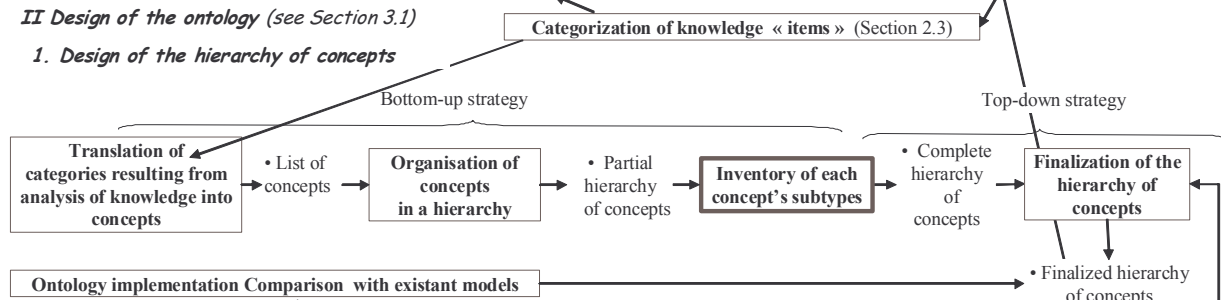 II Design of the ontology (see Section 3.1)
Categorization of knowledge « items » (Section 2.3)
1. Design of the hierarchy of concepts
Bottom-up strategy
Top-down strategy
Translation of
categories resulting from
analysis of knowledge into
concepts
• List of
concepts
Organisation of
concepts
in a hierarchy
• Partial
hierarchy
of concepts
Inventory of each
concept's subtypes
• Complete
hierarchy
of
concepts
Finalization of the
hierarchy of
concepts
Ontology implementation Comparison with existant models
• Finalized hierarchy
of concepts